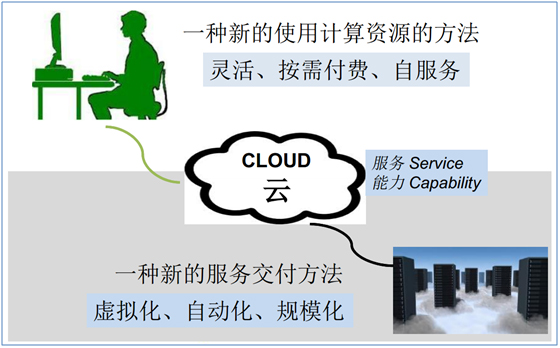 一种新的使用计算资源的方法
灵活、按需付费、自服务
CLOUD
云
服务 Service
能力 Capability
一种新的服务交付方法
虚拟化、自动化、规模化